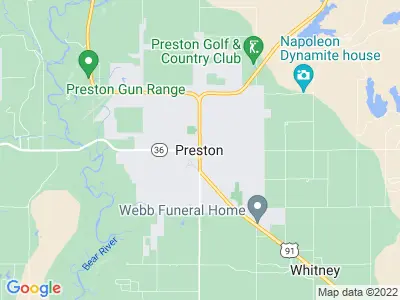 Preston Golf &
Country Club
Napoleon
Dynamite house
Preston Gun Range
36
Preston
Webb Funeral Home
Bear River
91
Whitney
Google
Map data ©2022